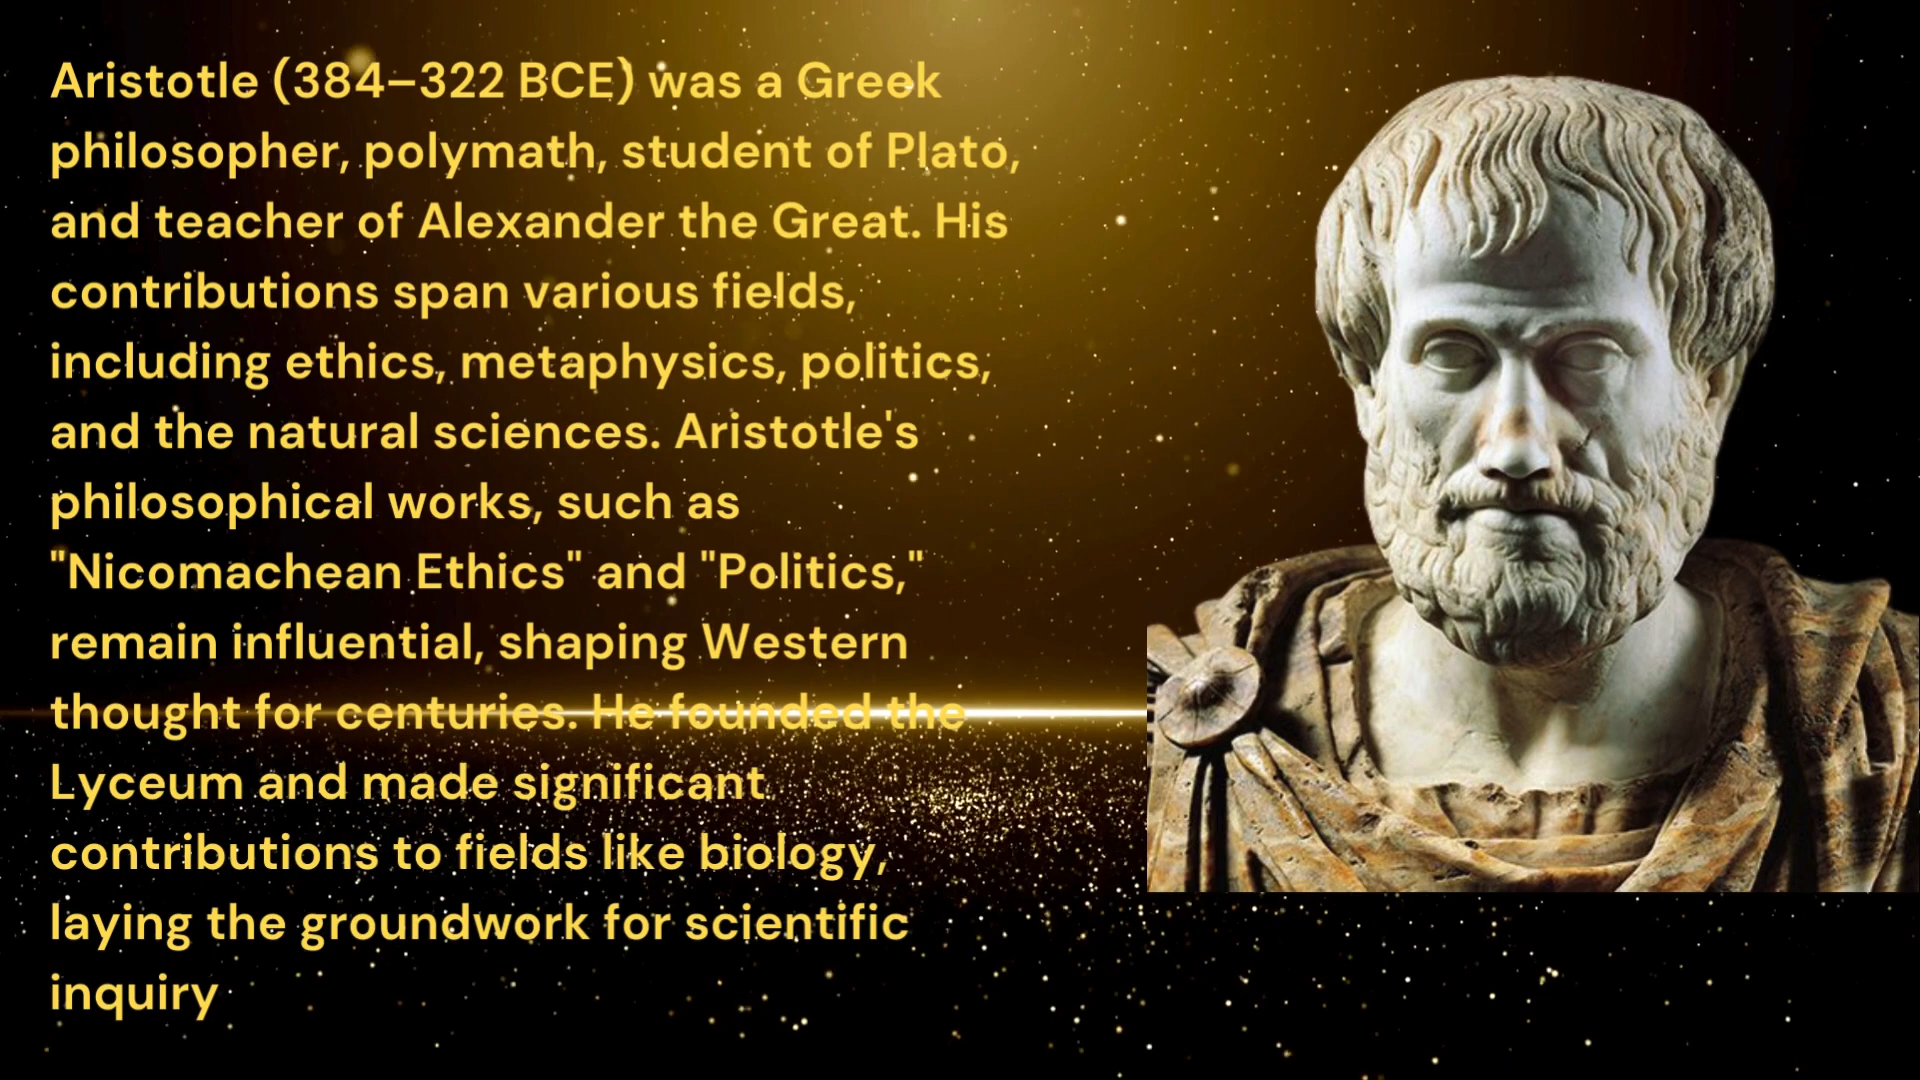 Aristotle (384–322 BCE) was a Greek
philosopher, polymath, student of Plato,
and teacher of Alexander the Great. His
contributions span various fields,
including ethics, metaphysics, politics,
and the natural sciences. Aristotle's
philosophical works, such as
"Nicomachean Ethics" and "Politics,"
remain influential, shaping Western
thought for centuries. He founded the
Lyceum and made significant
contributions to fields like biology,
laying the groundwork for scientific
inquiry